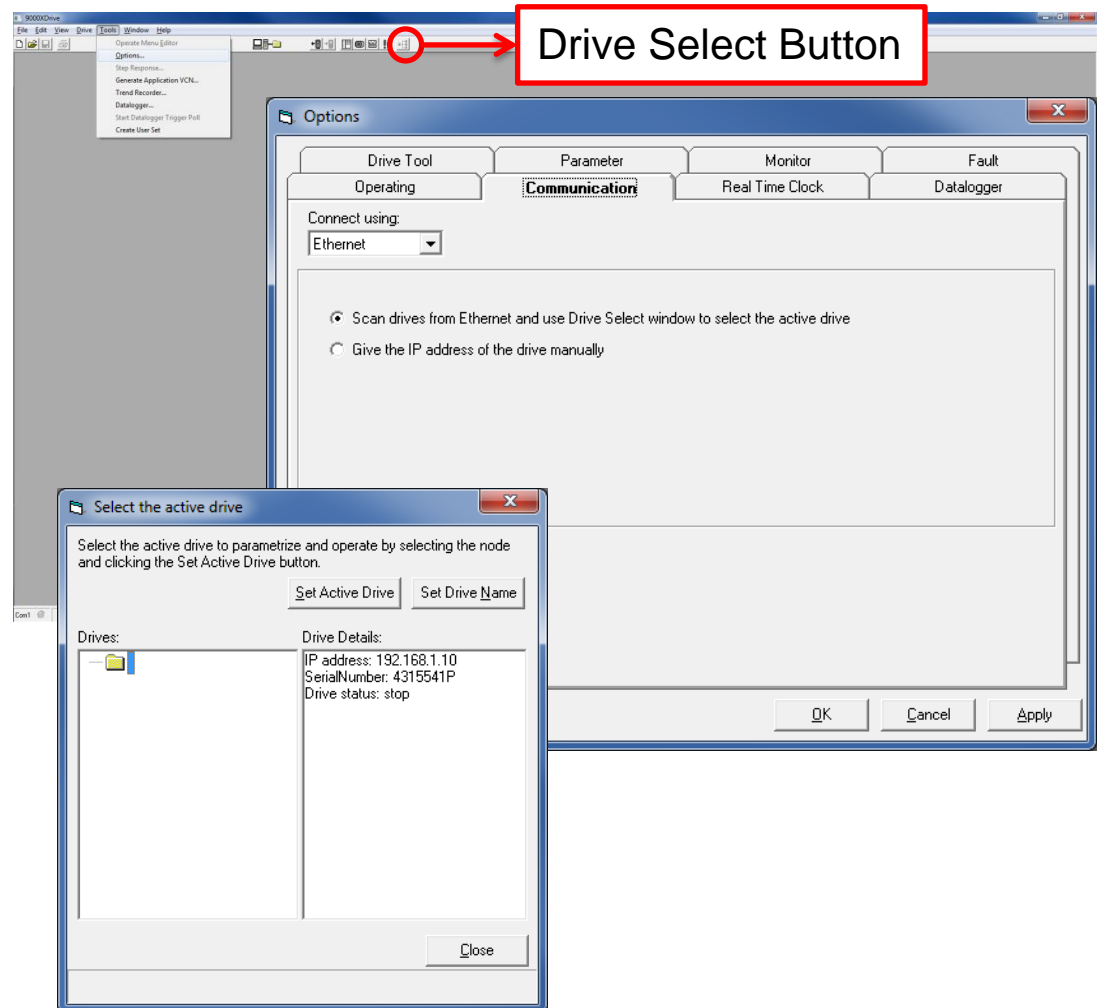 9000XDrive
File Edit View Drive Tools Window Help
Drive Select Button
Operate Menu Editor
Options...
Step Response...
Generate Application VCN...
Trend Recorder...
Datalogger...
Start Datalogger Trigger Poll
Create User Set
Options
Drive Tool Parameter Monitor Fault
Operating Communication Real Time Clock Datalogger
Connect using:
Ethernet
Scan drives from Ethernet and use Drive Select window to select the active drive
Give the IP address of the drive manually
OK Cancel Apply
Select the active drive
Select the active drive to parametrize and operate by selecting the node
and clicking the Set Active Drive button.
Set Active Drive Set Drive Name
Drives: Drive Details:
IP address: 192.168.1.10
SerialNumber: 4315541P
Drive status: stop
Close
Com1